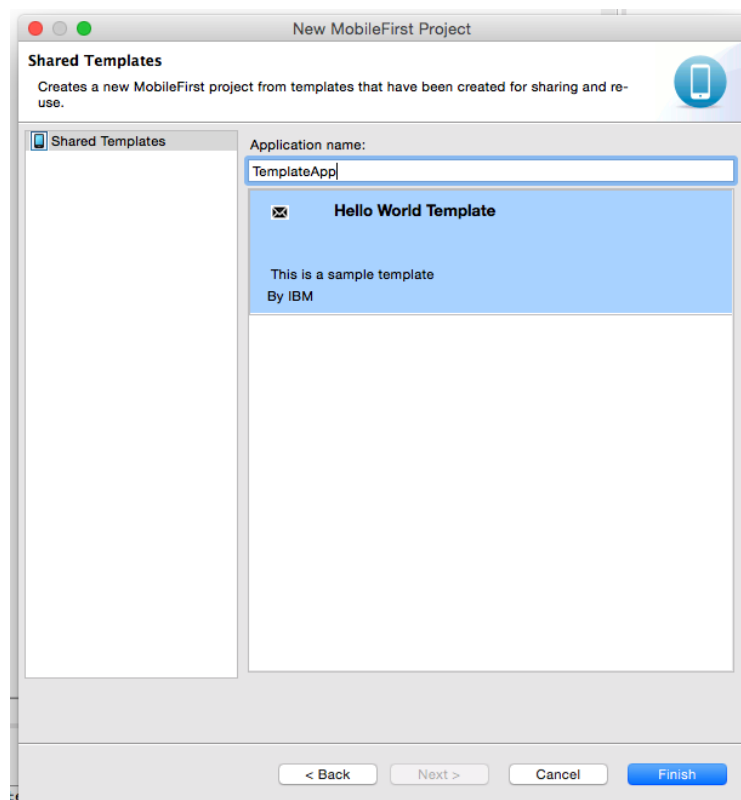 New MobileFirst Project
Shared Templates
Creates a new MobileFirst project from templates that have been created for sharing and re-
use.
Shared Templates
Application name:
TemplateApp
Hello World Template
This is a sample template
By IBM
< Back
Next >
Cancel
Finish